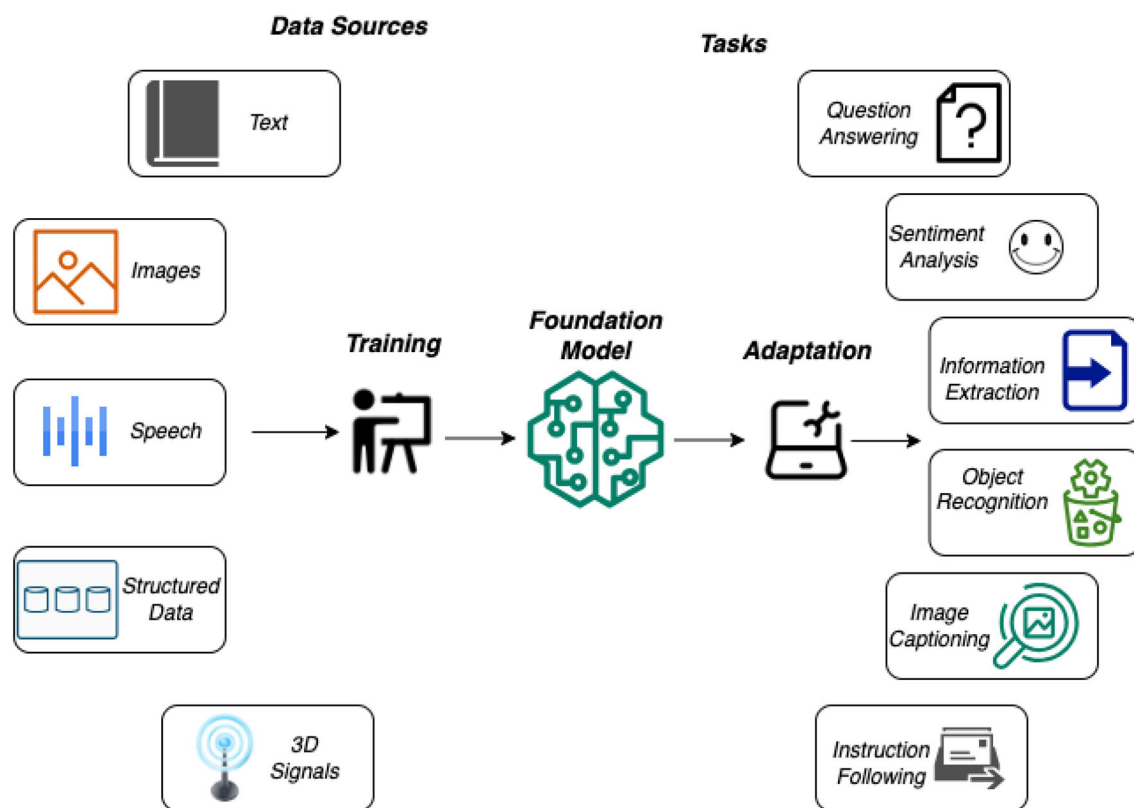 Data Sources
Tasks
Text
Question
Answering
Images
Sentiment
Analysis
Training
Foundation
Model
Adaptation
Information
Extraction
Speech
Object
Recognition
Structured
Data
Image
Captioning
3D
Signals
Instruction
Following